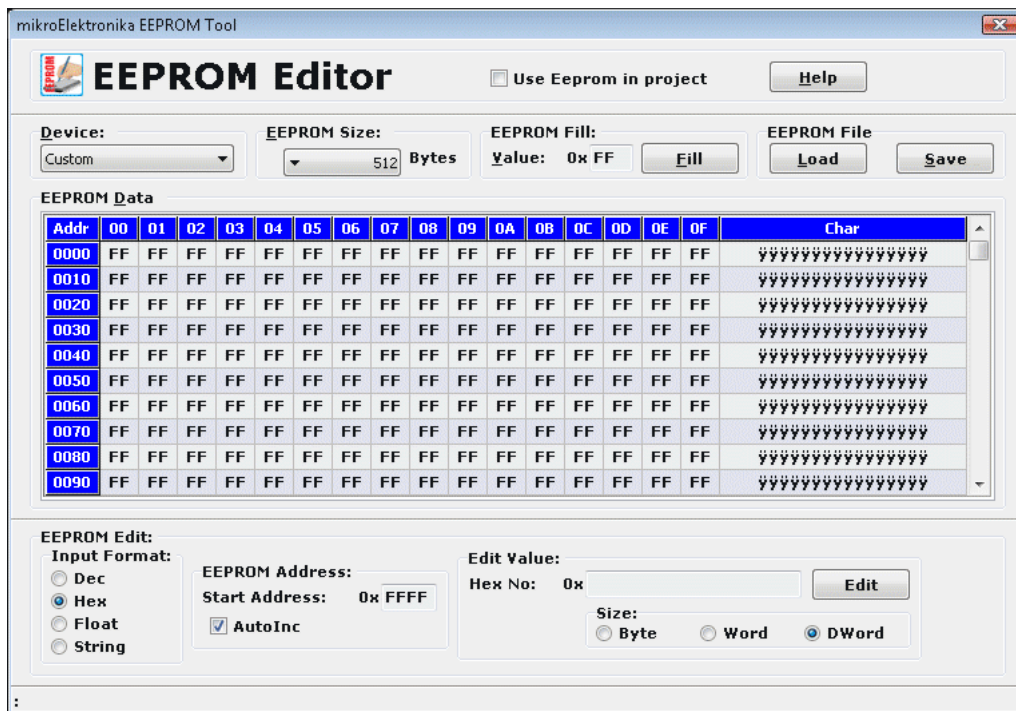 mikroElektronika EEPROM Tool
EEPROM
EEPROM Editor
Use Eeprom in project
Help
Device:
EEPROM Size:
EEPROM Fill:
EEPROM File
Custom
512 Bytes
Value: 0x FF
Fill
Load
Save
EEPROM Data
Addr 00 01 02 03 04 05 06 07 08 09 0A 0B 0C 0D 0E 0F Char
0000 FF FF FF FF FF FF FF FF FF FF FF FF FF FF FF FF ÿÿÿÿÿÿÿÿÿÿÿÿÿÿÿÿ
0010 FF FF FF FF FF FF FF FF FF FF FF FF FF FF FF FF ÿÿÿÿÿÿÿÿÿÿÿÿÿÿÿÿ
0020 FF FF FF FF FF FF FF FF FF FF FF FF FF FF FF FF ÿÿÿÿÿÿÿÿÿÿÿÿÿÿÿÿ
0030 FF FF FF FF FF FF FF FF FF FF FF FF FF FF FF FF ÿÿÿÿÿÿÿÿÿÿÿÿÿÿÿÿ
0040 FF FF FF FF FF FF FF FF FF FF FF FF FF FF FF FF ÿÿÿÿÿÿÿÿÿÿÿÿÿÿÿÿ
0050 FF FF FF FF FF FF FF FF FF FF FF FF FF FF FF FF ÿÿÿÿÿÿÿÿÿÿÿÿÿÿÿÿ
0060 FF FF FF FF FF FF FF FF FF FF FF FF FF FF FF FF ÿÿÿÿÿÿÿÿÿÿÿÿÿÿÿÿ
0070 FF FF FF FF FF FF FF FF FF FF FF FF FF FF FF FF ÿÿÿÿÿÿÿÿÿÿÿÿÿÿÿÿ
0080 FF FF FF FF FF FF FF FF FF FF FF FF FF FF FF FF ÿÿÿÿÿÿÿÿÿÿÿÿÿÿÿÿ
0090 FF FF FF FF FF FF FF FF FF FF FF FF FF FF FF FF ÿÿÿÿÿÿÿÿÿÿÿÿÿÿÿÿ
EEPROM Edit:
Input Format:
Dec
Hex
Float
String
EEPROM Address:
Start Address: 0x FFFF
AutoInc
Edit Value:
Hex No: 0x
Edit
Size:
Byte
Word
DWord
: